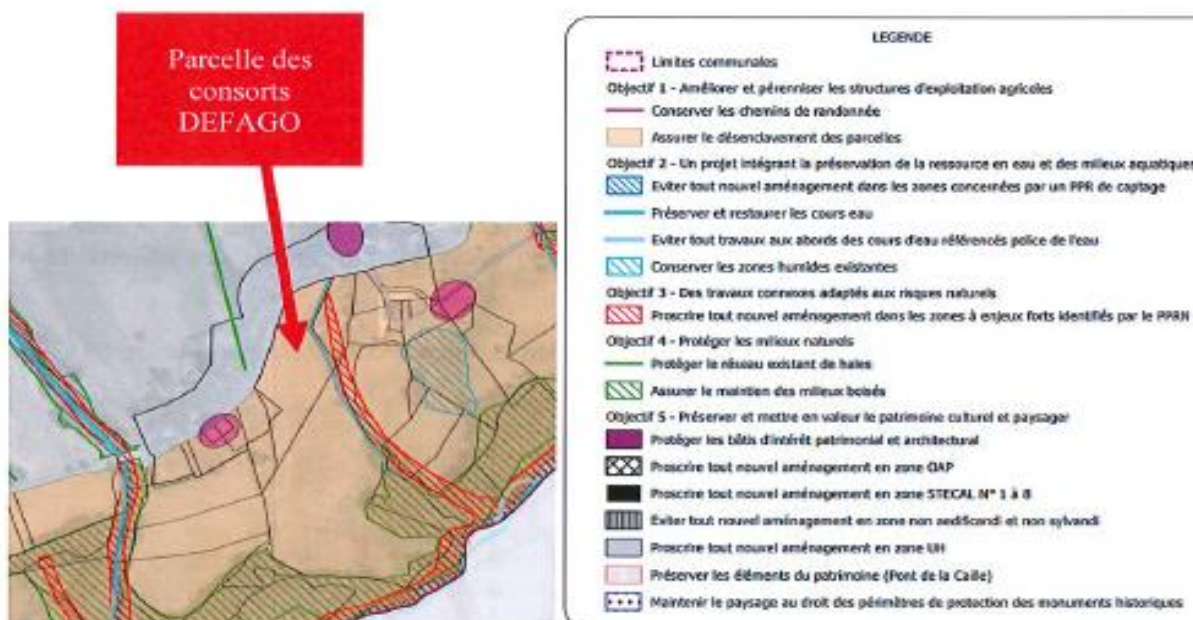 Parcelle des
consorts
DEFAGO
LEGENDE
Limites communales
Objectif 1 - Améliorer et pérenniser les structures d'exploitation agricoles
Conserver les chemins de randonnée
Assurer le désenclavement des parcelles
Objectif 2 - Un projet intégrant la préservation de la ressource en eau et des milieux aquatiques
Eviter tout nouvel aménagement dans les zones concernées par un PPR de captage
Préserver et restaurer les cours eau
Eviter tout travaux aux abords des cours d'eau référencés police de l'eau
Conserver les zones humides existantes
Objectif 3 - Des travaux connexes adaptés aux risques naturels
Proscrire tout nouvel aménagement dans les zones à enjeux forts identifiés par le PPRN
Objectif 4 - Protéger les milieux naturels
Protéger le réseau existant de haies
Assurer le maintien des milieux boisés
Objectif 5 - Préserver et mettre en valeur le patrimoine culturel et paysager
Protéger les bâtis d'intérêt patrimonial et architectural
Proscrire tout nouvel aménagement en zone OAP
Proscrire tout nouvel aménagement en zone STECAL N° 1 à 8
Eviter tout nouvel aménagement en zone non aedificandi et non sylvandi
Proscrire tout nouvel aménagement en zone UH
Préserver les éléments du patrimoine (Pont de la Caille)
Maintenir le paysage au droit des périmètres de protection des monuments historiques